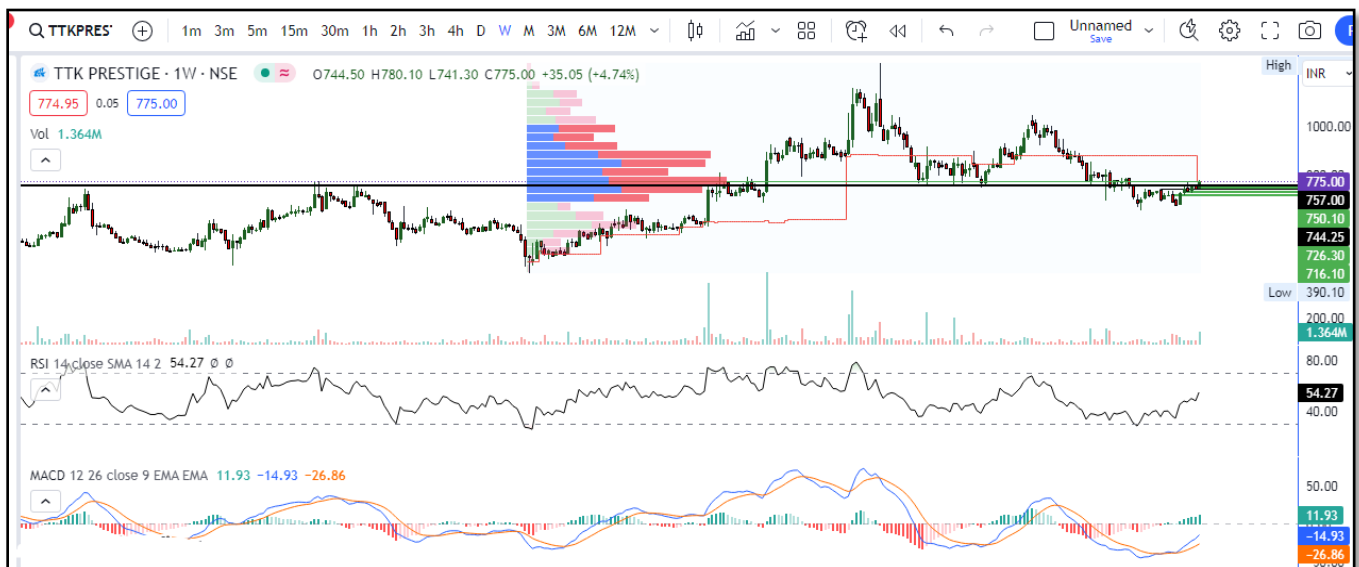 TTKPRES
1m 3m 5m 15m 30m 1h 2h 3h 4h D W M 3M 6M 12M
Unnamed
Save
TTK PRESTIGE · 1W · NSE
O744.50 H780.10 L741.30 C775.00 +35.05 (+4.74%)
High
INR
774.95 0.05 775.00
Vol 1.364M
1000.00
775.00
757.00
750.10
744.25
726.30
716.10
Low 390.10
200.00
1.364M
RSI 14 close SMA 14 2 54.27 Ø Ø
80.00
54.27
40.00
MACD 12 26 close 9 EMA EMA 11.93 −14.93 −26.86
50.00
11.93
−14.93
−26.86